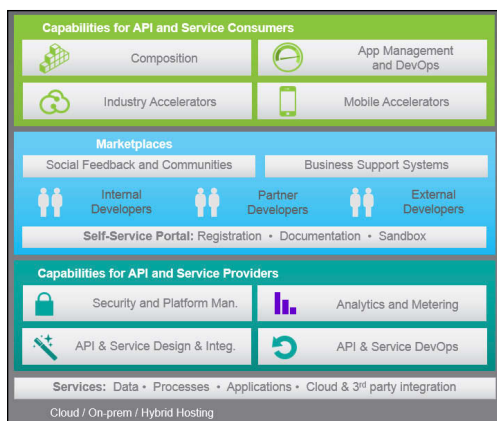 Capabilities for API and Service Consumers
Composition
App Management
and DevOps
Industry Accelerators
Mobile Accelerators
Marketplaces
Social Feedback and Communities
Business Support Systems
Internal
Developers
Partner
Developers
External
Developers
Self-Service Portal: Registration • Documentation • Sandbox
Capabilities for API and Service Providers
Security and Platform Man.
Analytics and Metering
API & Service Design & Integ.
API & Service DevOps
Services: Data • Processes • Applications • Cloud & 3rd party integration
Cloud / On-prem / Hybrid Hosting